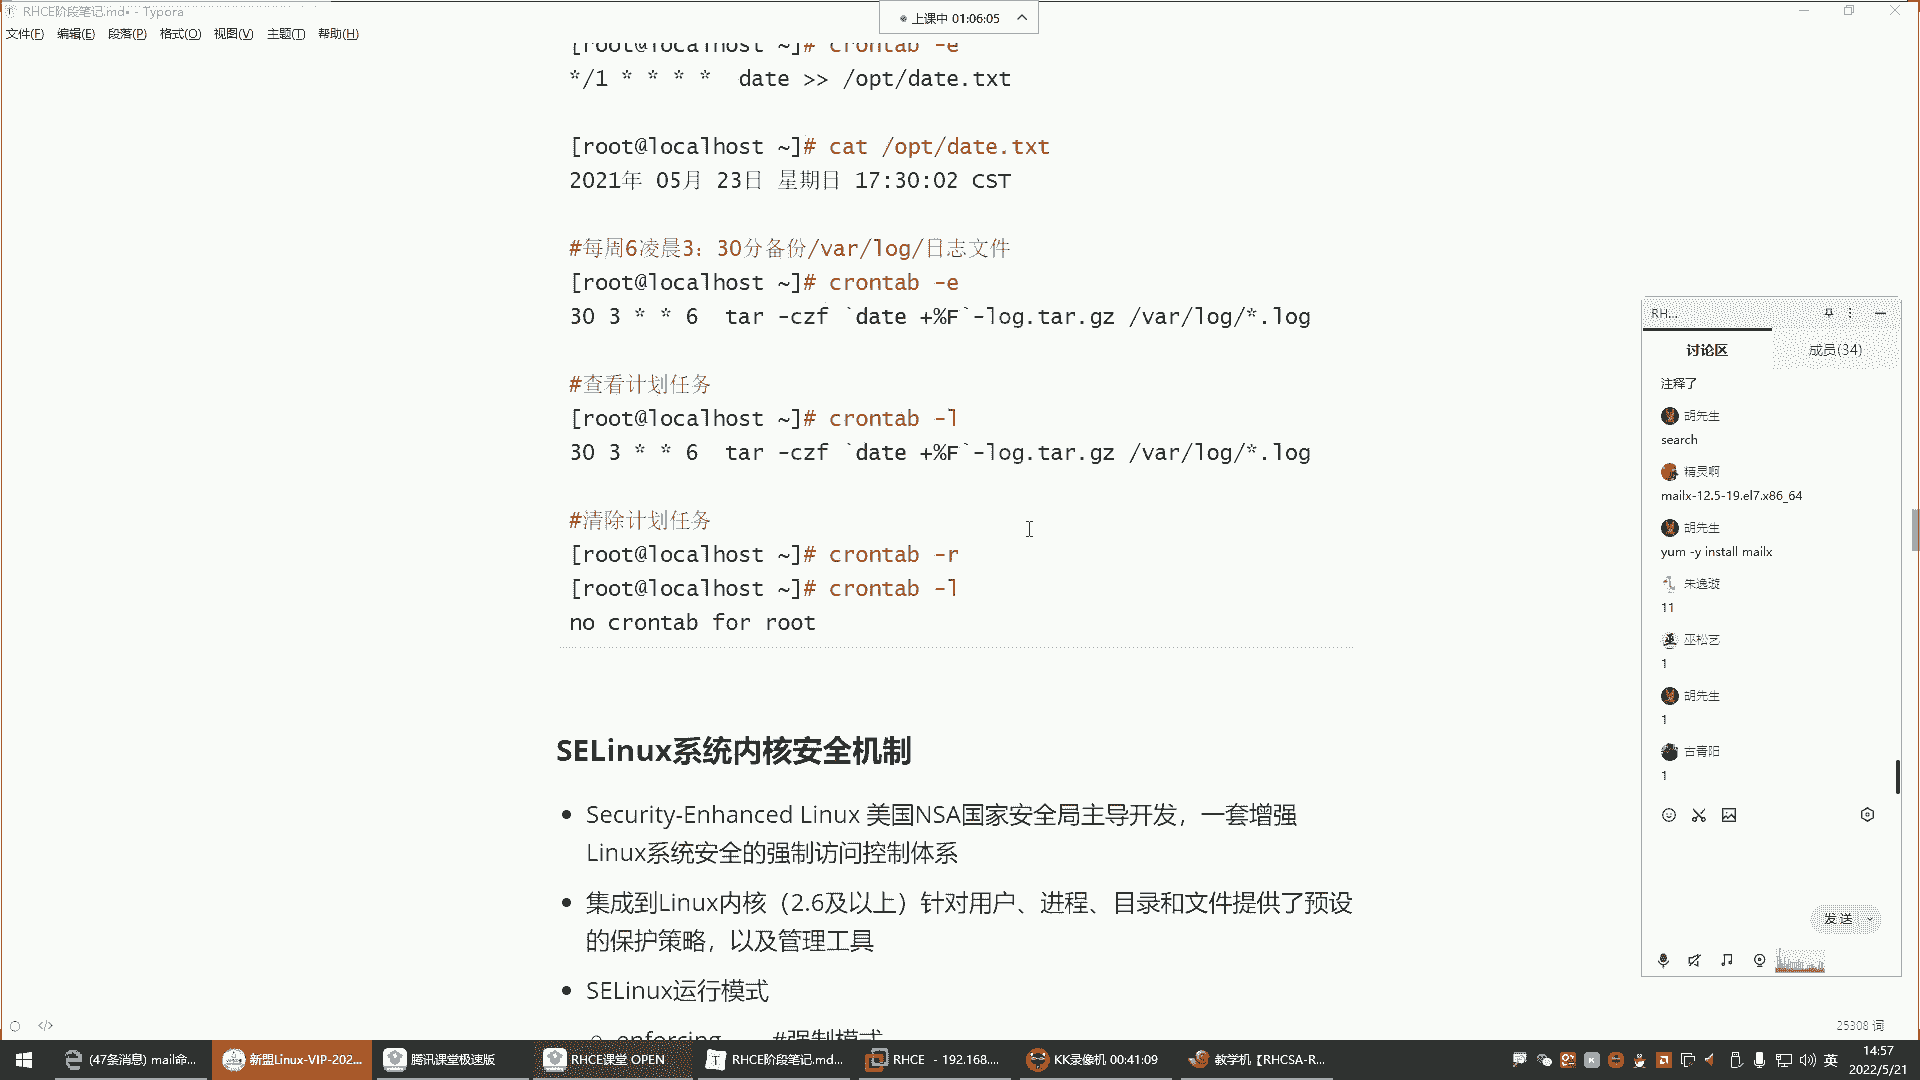 RHCE阶段笔记.md• - Typora
上课中 01:06:05
文件(F) 编辑(E) 段落(P) 格式(O) 视图(V) 主题(T) 帮助(H)
[root@localhost ~]# crontab -e
*/1 * * * *  date >> /opt/date.txt
[root@localhost ~]# cat /opt/date.txt
2021年 05月 23日 星期日 17:30:02 CST
#每周6凌晨3：30分备份/var/log/日志文件
[root@localhost ~]# crontab -e
30 3 * * 6  tar -czf `date +%F`-log.tar.gz /var/log/*.log
#查看计划任务
[root@localhost ~]# crontab -l
30 3 * * 6  tar -czf `date +%F`-log.tar.gz /var/log/*.log
#清除计划任务
[root@localhost ~]# crontab -r
[root@localhost ~]# crontab -l
no crontab for root
SELinux系统内核安全机制
Security-Enhanced Linux 美国NSA国家安全局主导开发，一套增强
Linux系统安全的强制访问控制体系
集成到Linux内核（2.6及以上）针对用户、进程、目录和文件提供了预设
的保护策略，以及管理工具
SELinux运行模式
enforcing #强制模式
RH...
讨论区 成员(34)
注释了
胡先生
search
精灵啊
mailx-12.5-19.el7.x86_64
胡先生
yum -y install mailx
朱逸璇
11
巫松艺
1
胡先生
1
古青阳
1
发送
25308 词
(47条消息) mail命... 新盟Linux-VIP-202... 腾讯课堂极速版 RHCE课堂 OPEN RHCE阶段笔记.md... RHCE - 192.168.... KK录像机 00:41:09 教学机【RHCSA-R...
英
14:57
2022/5/21